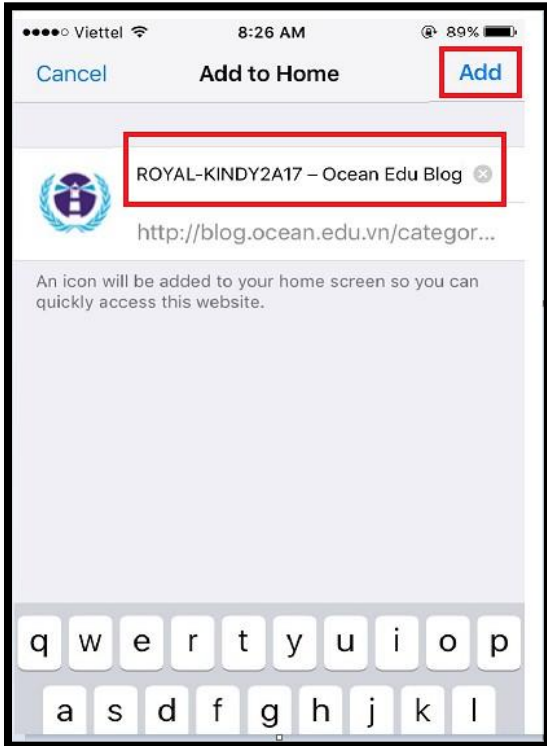 Viettel 8:26 AM 89%
Cancel Add to Home Add
ROYAL-KINDY2A17 – Ocean Edu Blog
http://blog.ocean.edu.vn/categor...
An icon will be added to your home screen so you can
quickly access this website.
q w e r t y u i o p
a s d f g h j k l